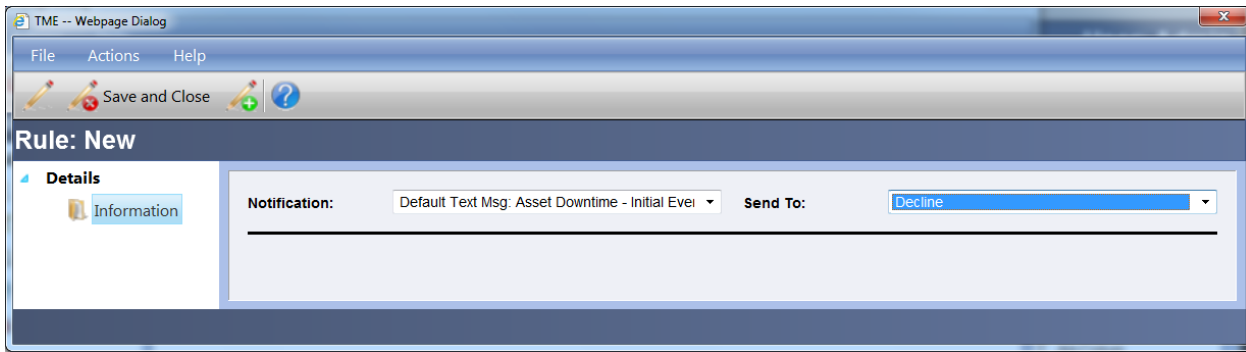 TME -- Webpage Dialog
File Actions Help
Save and Close
Rule: New
Details
Information
Notification: Default Text Msg: Asset Downtime - Initial Eve Send To: Decline